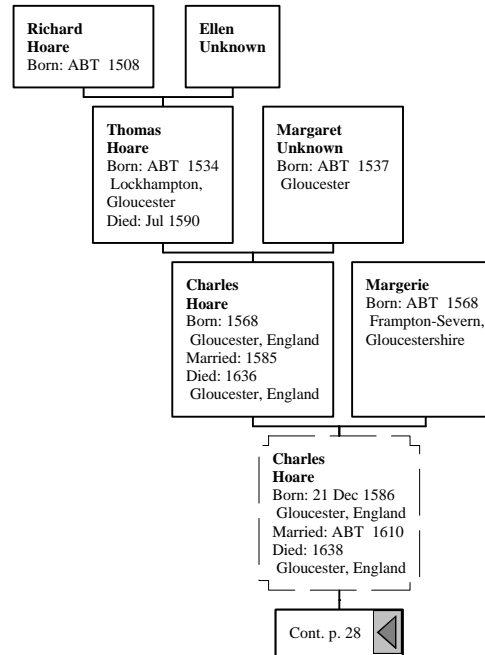 Richard
Hoare
Born: ABT 1508
Ellen
Unknown
Thomas
Hoare
Born: ABT 1534
Lockhampton,
Gloucester
Died: Jul 1590
Margaret
Unknown
Born: ABT 1537
Gloucester
Charles
Hoare
Born: 1568
Gloucester, England
Married: 1585
Died: 1636
Gloucester, England
Margerie
Born: ABT 1568
Frampton-Severn,
Gloucestershire
Charles
Hoare
Born: 21 Dec 1586
Gloucester, England
Married: ABT 1610
Died: 1638
Gloucester, England
Cont. p. 28